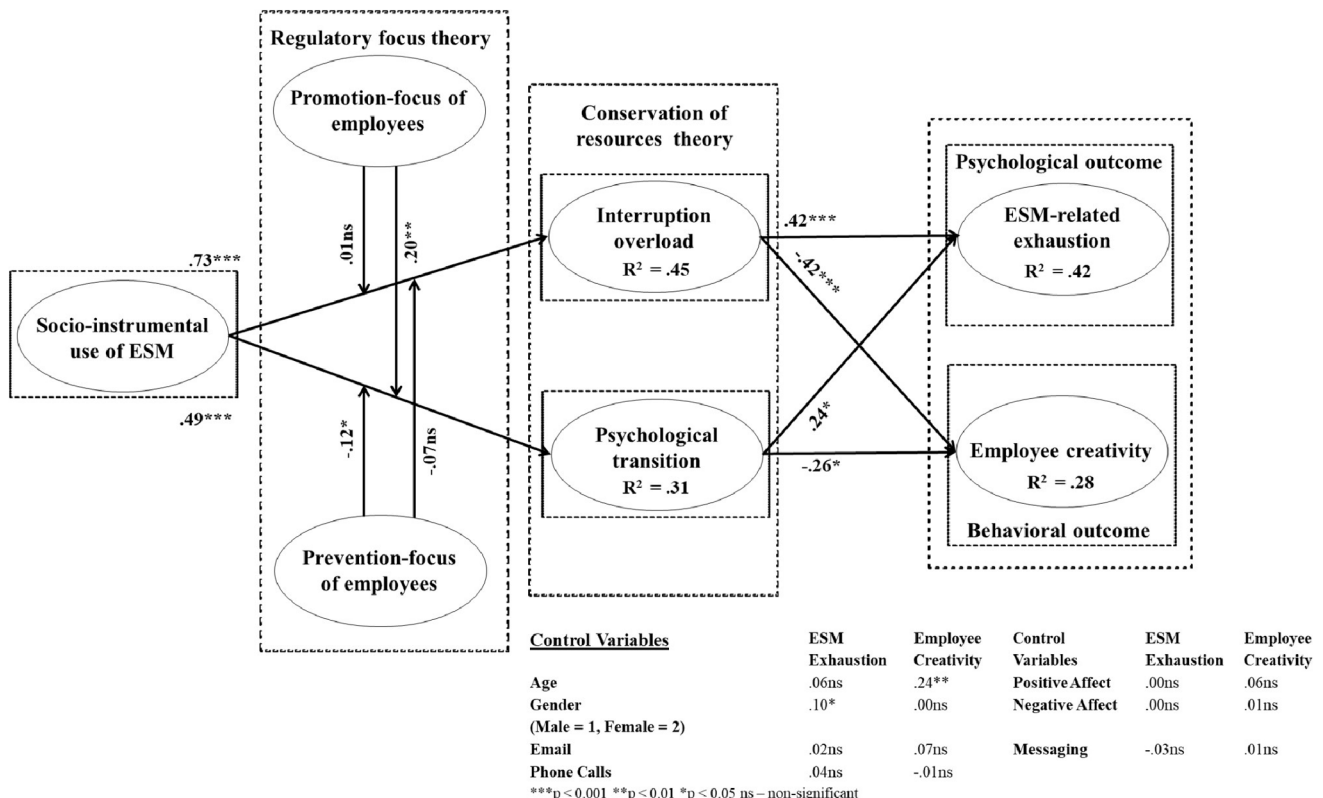 Regulatory focus theory
Promotion-focus of
employees
.01ns
.20**
Conservation of
resources theory
Psychological outcome
Interruption
overload
R² = .45
.42***
-.42***
ESM-related
exhaustion
R² = .42
.73***
Socio-instrumental
use of ESM
.49***
-.12*
-.07ns
Psychological
transition
R² = .31
.24*
-.26*
Employee creativity
R² = .28
Behavioral outcome
Prevention-focus
of employees
Control Variables ESM Employee Control ESM Employee
Exhaustion Creativity Variables Exhaustion Creativity
Age .06ns .24** Positive Affect .00ns .06ns
Gender .10* .00ns Negative Affect .00ns .01ns
(Male = 1, Female = 2)
Email .02ns .07ns Messaging -.03ns .01ns
Phone Calls .04ns -.01ns
***p < 0.001 **p < 0.01 *p < 0.05 ns – non-significant